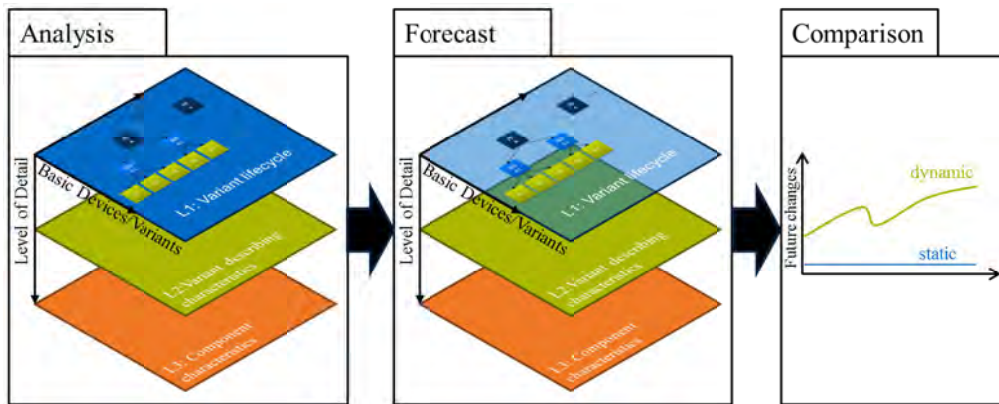 Analysis
Level of Detail
Basic Devices/Variants
L1: Variant lifecycle
L2:Variant describing
characteristics
L3: Component
characteristics
Forecast
Level of Detail
Basic Devices/Variants
L1: Variant lifecycle
L2:Variant describing
characteristics
L3: Component
characteristics
Comparison
Future changes
dynamic
static